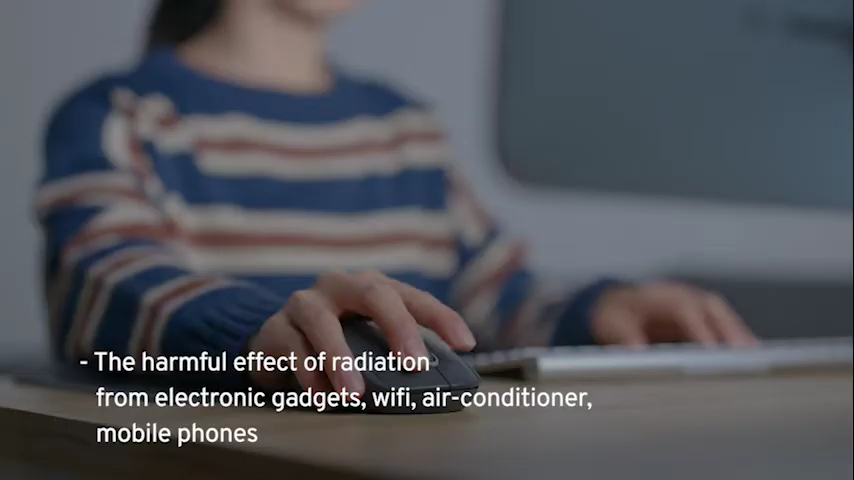 - The harmful effect of radiation
from electronic gadgets, wifi, air-conditioner,
mobile phones